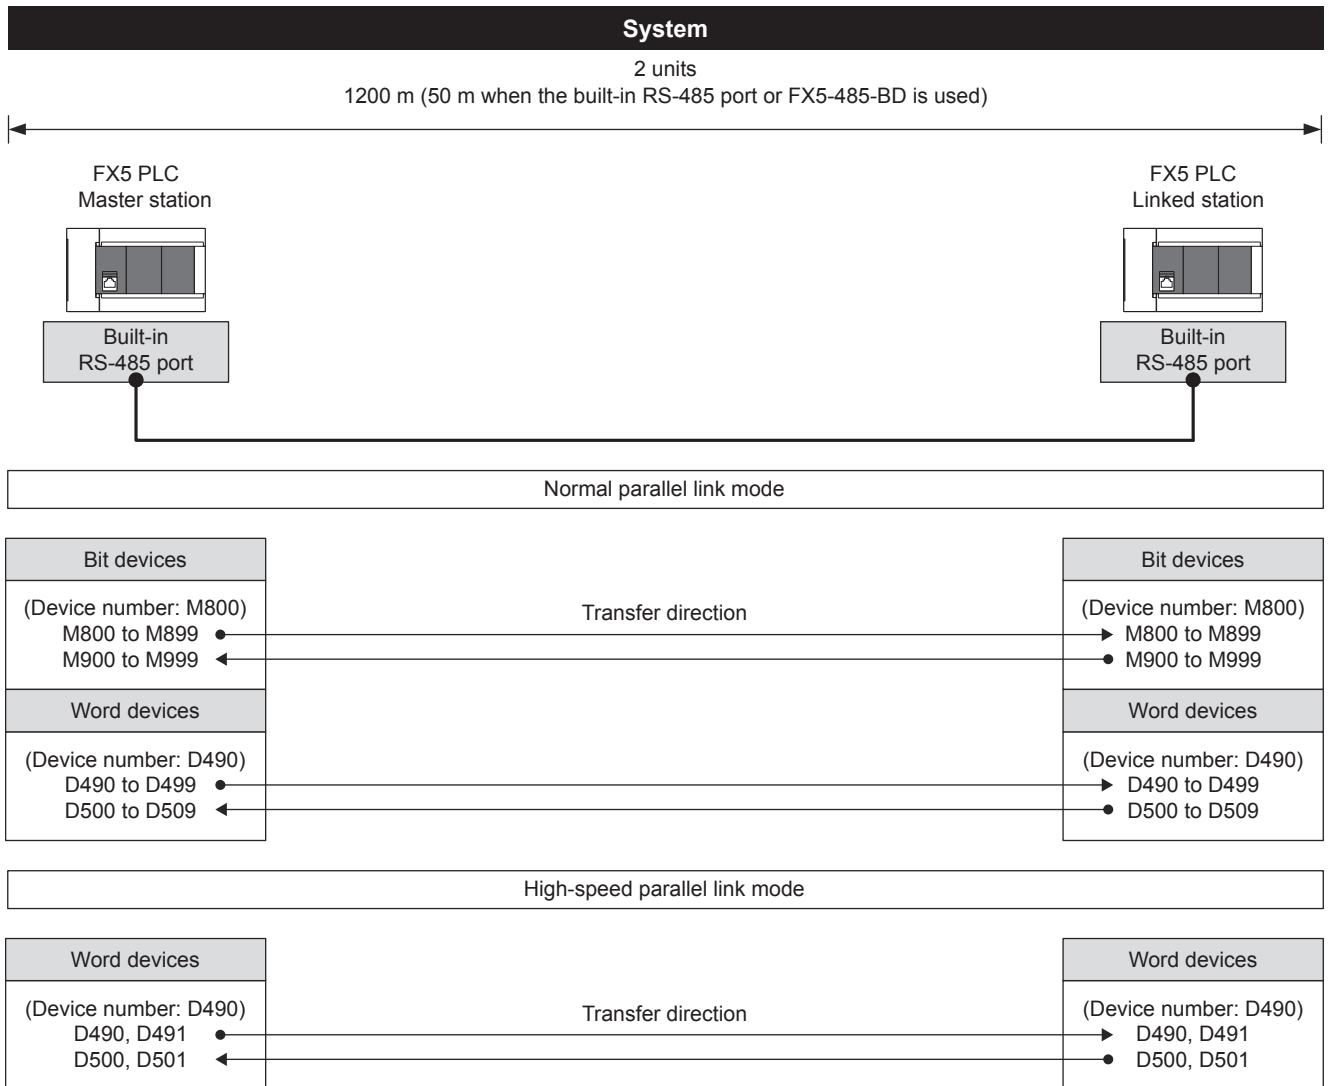 System
2 units
1200 m (50 m when the built-in RS-485 port or FX5-485-BD is used)
FX5 PLC
Master station
FX5 PLC
Linked station
Built-in
RS-485 port
Built-in
RS-485 port
Normal parallel link mode
Bit devices
(Device number: M800)
M800 to M899
M900 to M999
Word devices
(Device number: D490)
D490 to D499
D500 to D509
Transfer direction
Bit devices
(Device number: M800)
M800 to M899
M900 to M999
Word devices
(Device number: D490)
D490 to D499
D500 to D509
High-speed parallel link mode
Word devices
(Device number: D490)
D490, D491
D500, D501
Transfer direction
Word devices
(Device number: D490)
D490, D491
D500, D501